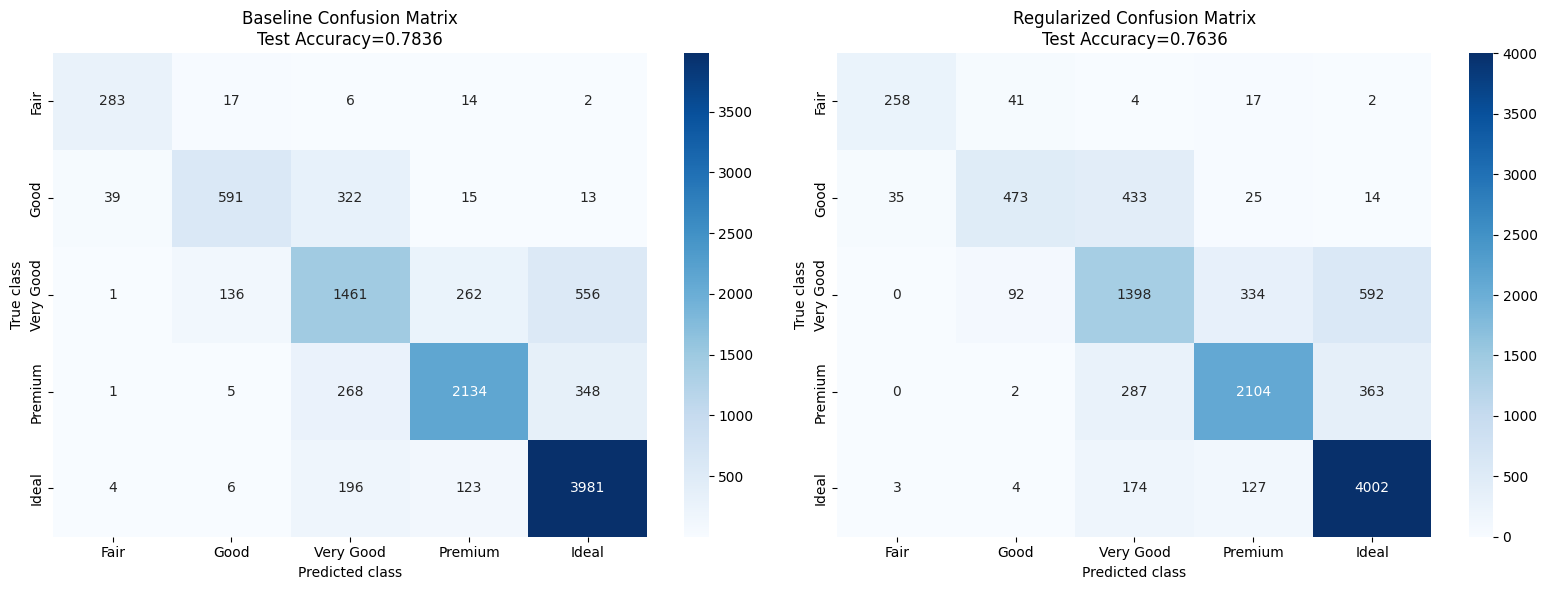 Baseline Confusion Matrix
Test Accuracy=0.7836
True class
Fair 283 17 6 14 2
Good 39 591 322 15 13
Very Good 1 136 1461 262 556
Premium 1 5 268 2134 348
Ideal 4 6 196 123 3981
Fair Good Very Good Premium Ideal
Predicted class
3500
3000
2500
2000
1500
1000
500
Regularized Confusion Matrix
Test Accuracy=0.7636
True class
Fair 258 41 4 17 2
Good 35 473 433 25 14
Very Good 0 92 1398 334 592
Premium 0 2 287 2104 363
Ideal 3 4 174 127 4002
Fair Good Very Good Premium Ideal
Predicted class
4000
3500
3000
2500
2000
1500
1000
500
0